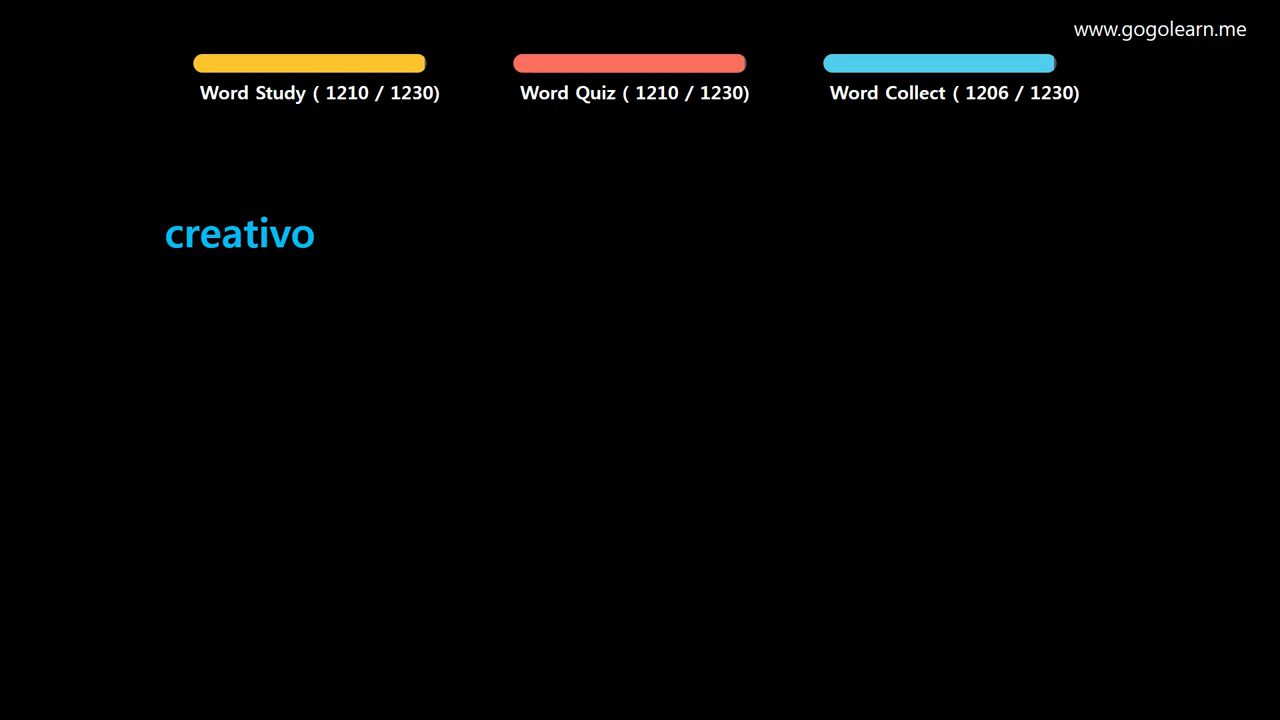 www.gogolearn.me
Word Study ( 1210 / 1230)
Word Quiz ( 1210 / 1230)
Word Collect ( 1206 / 1230)
creativo